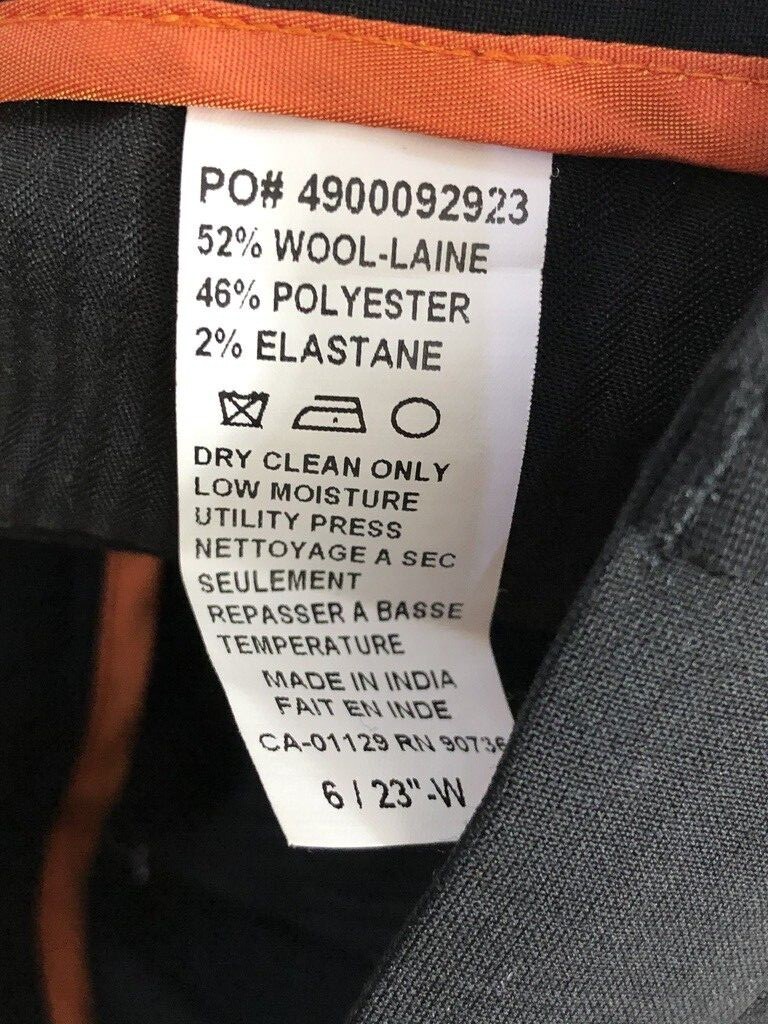 PO# 4900092923
52% WOOL-LAINE
46% POLYESTER
2% ELASTANE
DRY CLEAN ONLY
LOW MOISTURE
UTILITY PRESS
NETTOYAGE A SEC
SEULEMENT
REPASSER A BASSE
TEMPERATURE
MADE IN INDIA
FAIT EN INDE
CA-01129 RN 90736
6 / 23"-W